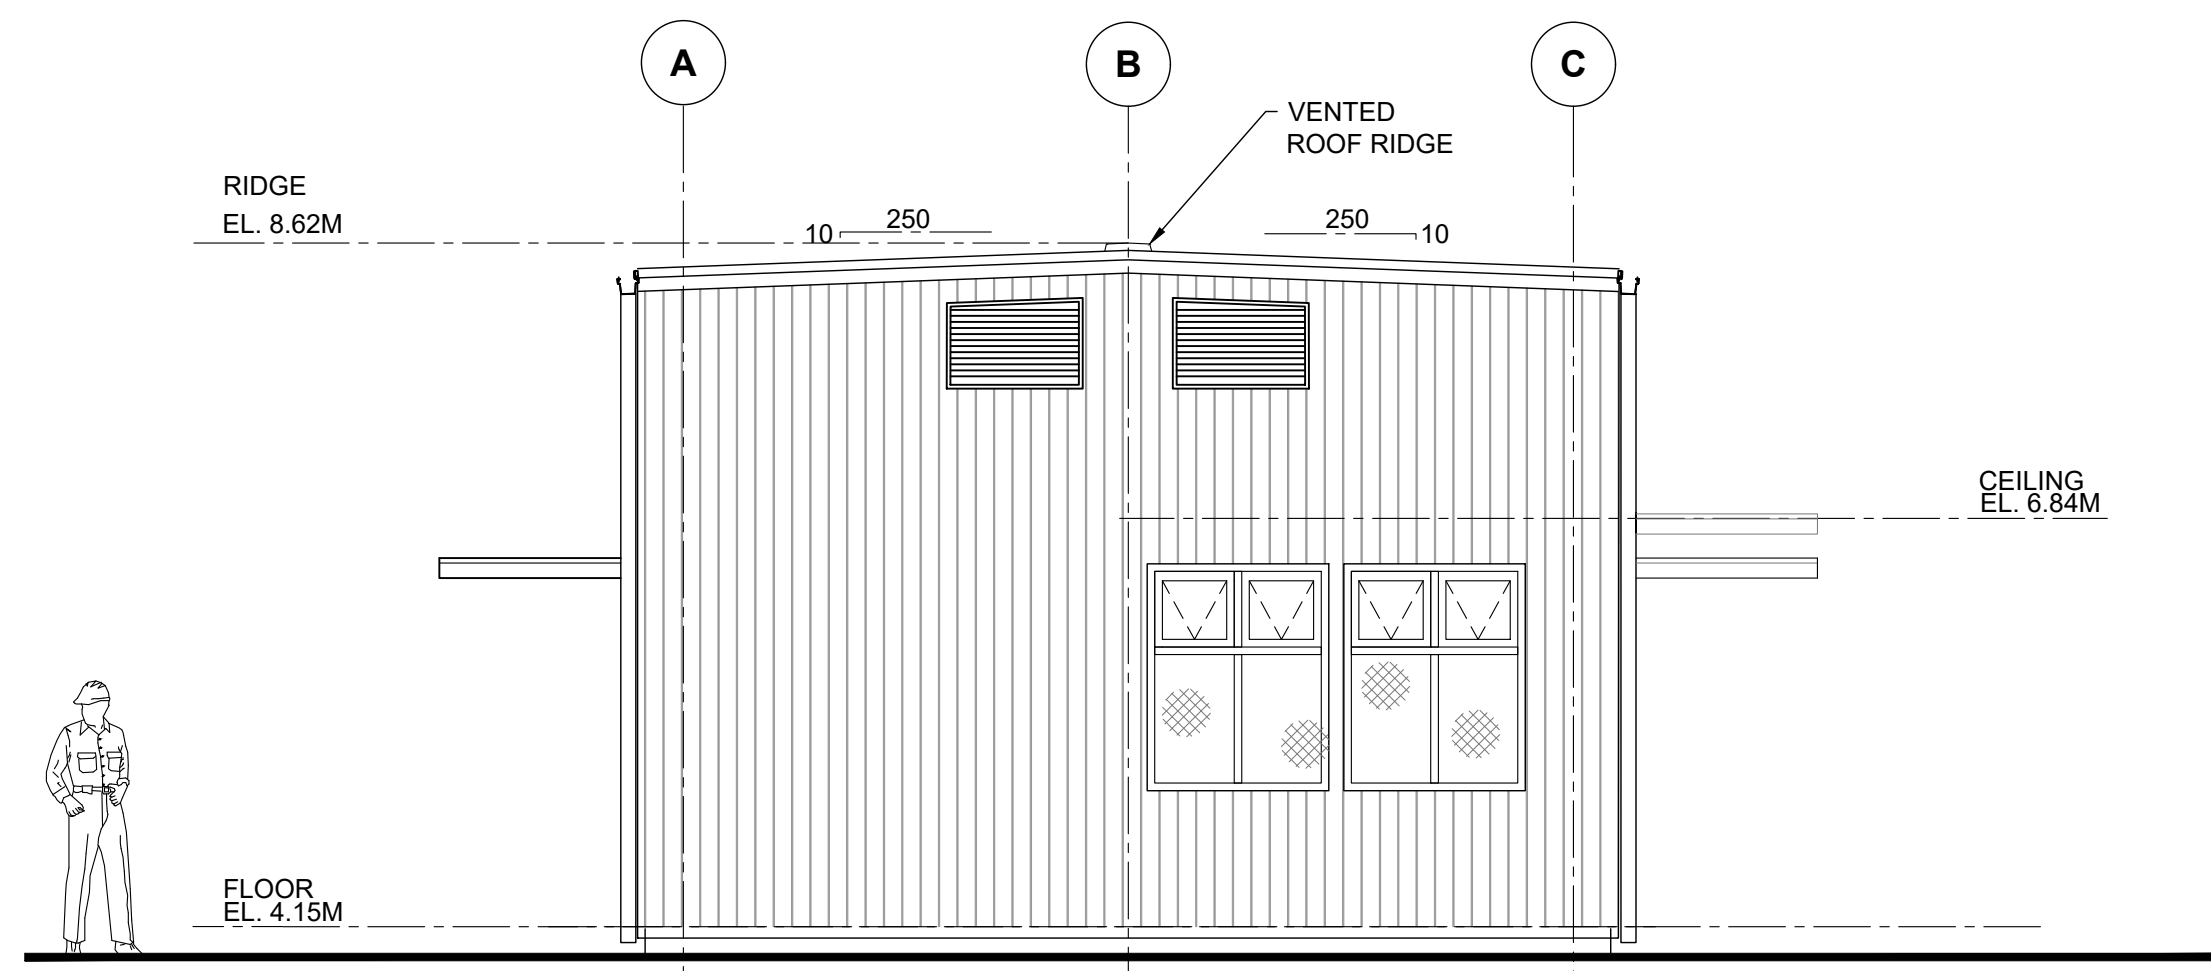 A
B
C
VENTED
ROOF RIDGE
RIDGE
EL. 8.62M
10
250
250
10
CEILING
EL. 6.84M
FLOOR
EL. 4.15M